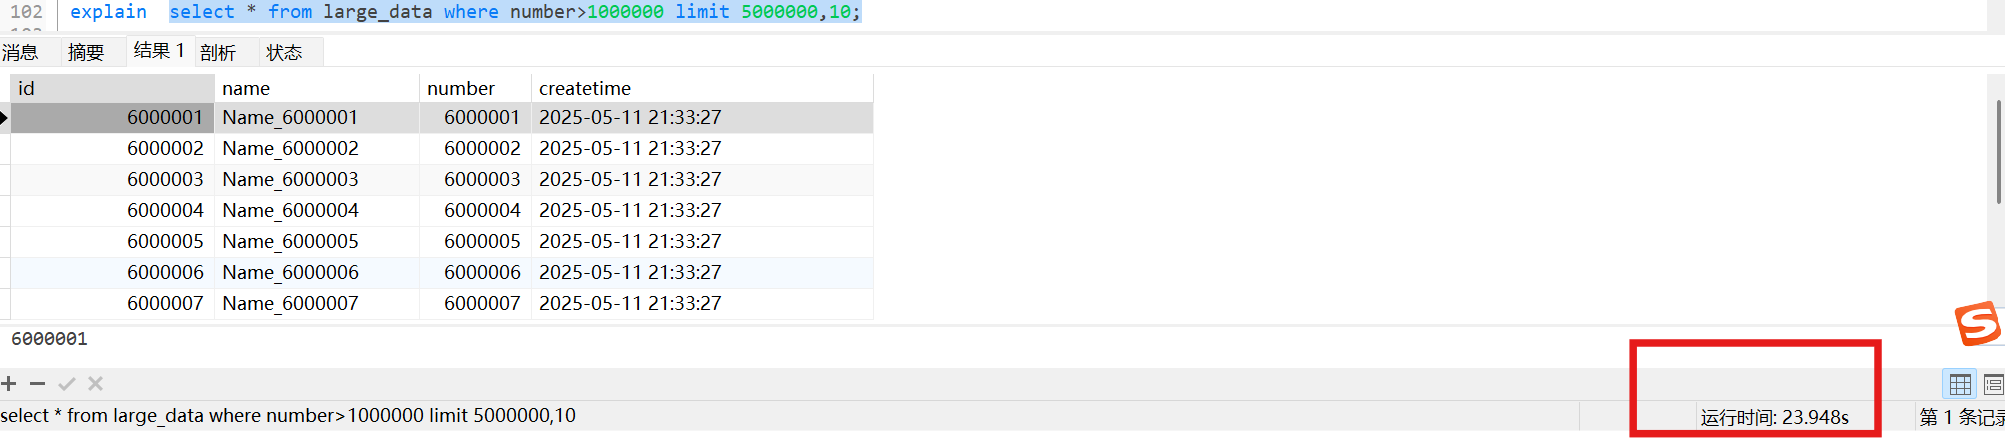 102 explain select * from large_data where number>1000000 limit 5000000,10;
消息 摘要 结果 1 剖析 状态
id name number createtime
6000001 Name_6000001 6000001 2025-05-11 21:33:27
6000002 Name_6000002 6000002 2025-05-11 21:33:27
6000003 Name_6000003 6000003 2025-05-11 21:33:27
6000004 Name_6000004 6000004 2025-05-11 21:33:27
6000005 Name_6000005 6000005 2025-05-11 21:33:27
6000006 Name_6000006 6000006 2025-05-11 21:33:27
6000007 Name_6000007 6000007 2025-05-11 21:33:27
6000001
select * from large_data where number>1000000 limit 5000000,10 运行时间: 23.948s 第 1 条记录